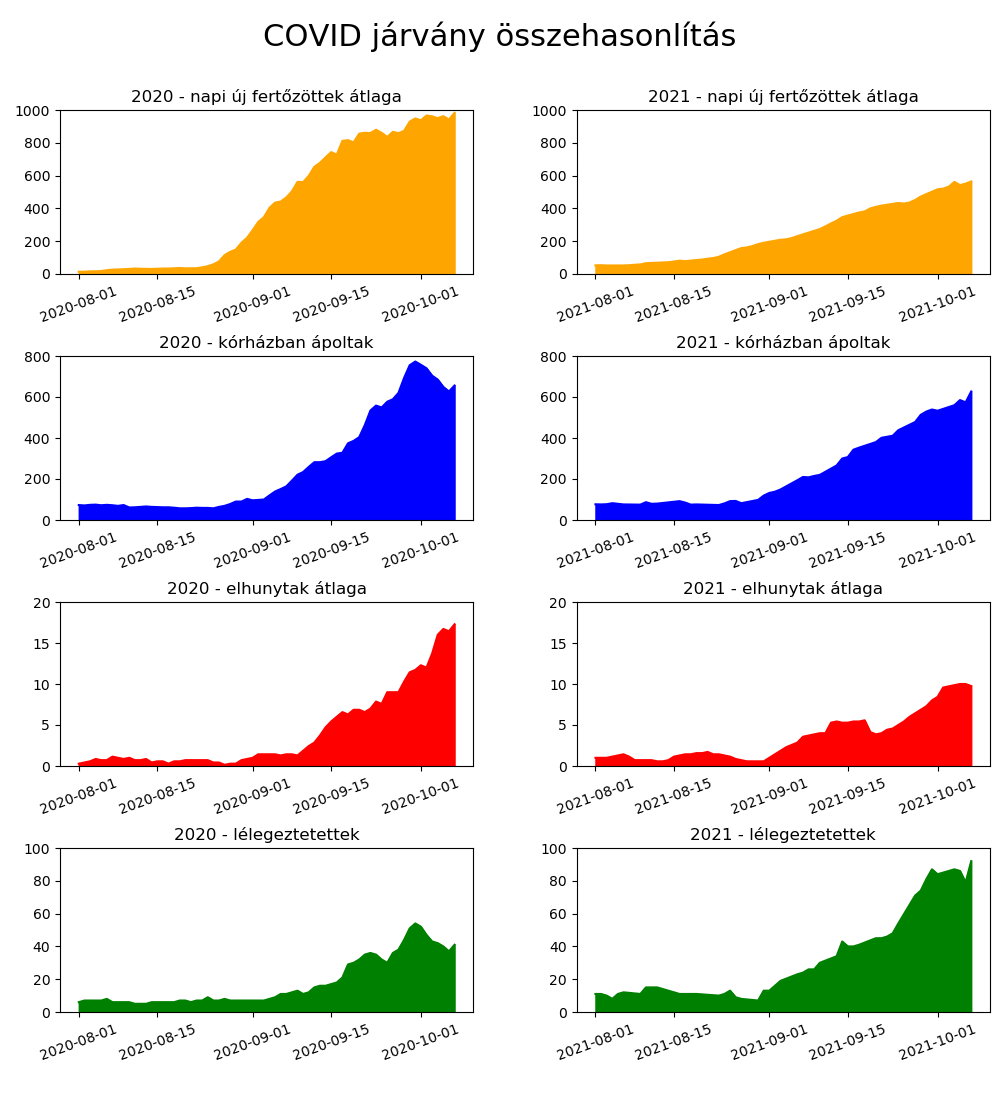 COVID járvány összehasonlítás
2020 - napi új fertőzöttek átlaga
1000
800
600
400
200
0
2020-08-01 2020-08-15 2020-09-01 2020-09-15 2020-10-01
2021 - napi új fertőzöttek átlaga
1000
800
600
400
200
0
2021-08-01 2021-08-15 2021-09-01 2021-09-15 2021-10-01
2020 - kórházban ápoltak
800
600
400
200
0
2020-08-01 2020-08-15 2020-09-01 2020-09-15 2020-10-01
2021 - kórházban ápoltak
800
600
400
200
0
2021-08-01 2021-08-15 2021-09-01 2021-09-15 2021-10-01
2020 - elhunytak átlaga
20
15
10
5
0
2020-08-01 2020-08-15 2020-09-01 2020-09-15 2020-10-01
2021 - elhunytak átlaga
20
15
10
5
0
2021-08-01 2021-08-15 2021-09-01 2021-09-15 2021-10-01
2020 - lélegeztetettek
100
80
60
40
20
0
2020-08-01 2020-08-15 2020-09-01 2020-09-15 2020-10-01
2021 - lélegeztetettek
100
80
60
40
20
0
2021-08-01 2021-08-15 2021-09-01 2021-09-15 2021-10-01